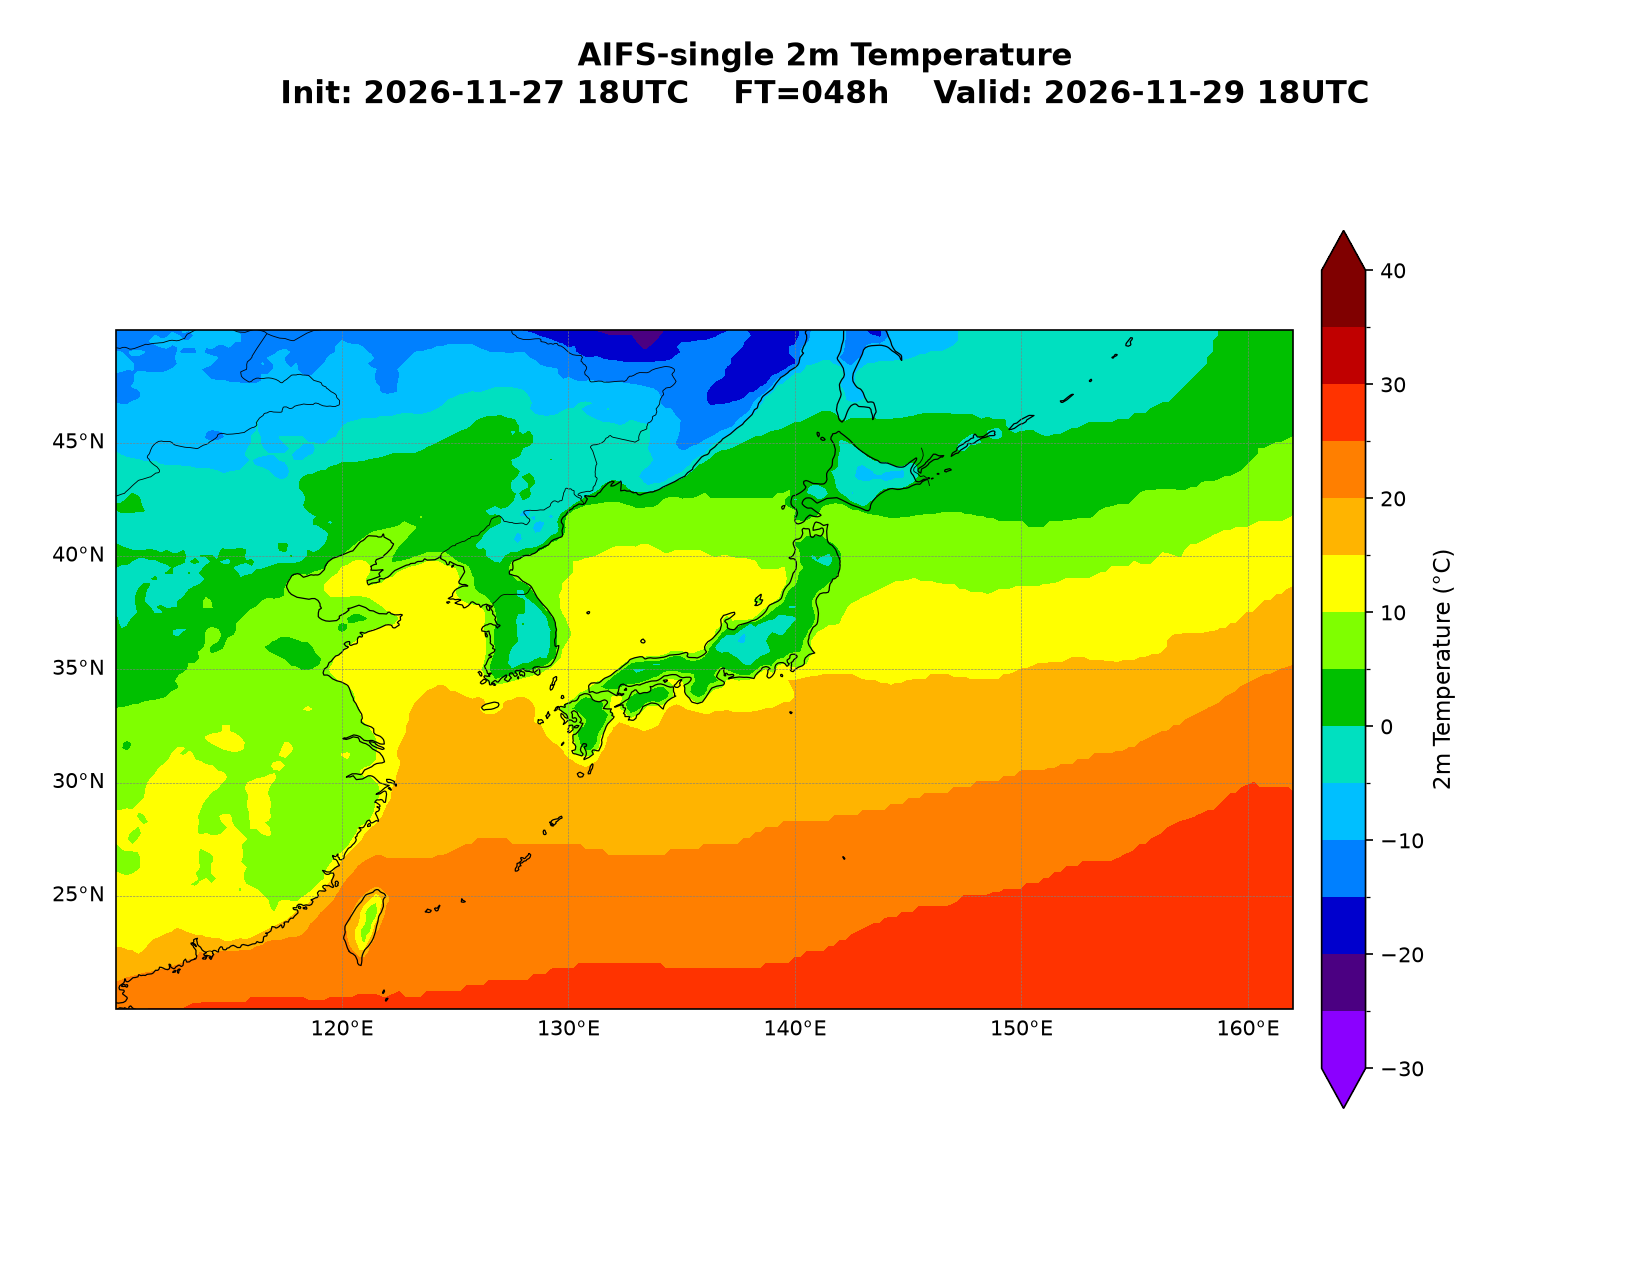 AIFS-single 2m Temperature
Init: 2026-11-27 18UTC    FT=048h    Valid: 2026-11-29 18UTC
45°N
40°N
35°N
30°N
25°N
120°E
130°E
140°E
150°E
160°E
40
30
20
10
0
−10
−20
−30
2m Temperature (°C)